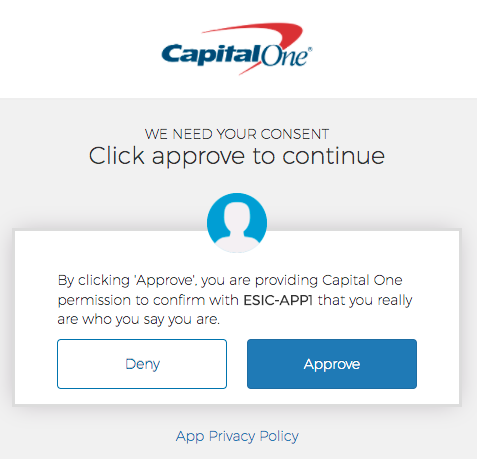 Capital One®
WE NEED YOUR CONSENT
Click approve to continue
By clicking 'Approve', you are providing Capital One
permission to confirm with ESIC-APP1 that you really
are who you say you are.
Deny
Approve
App Privacy Policy